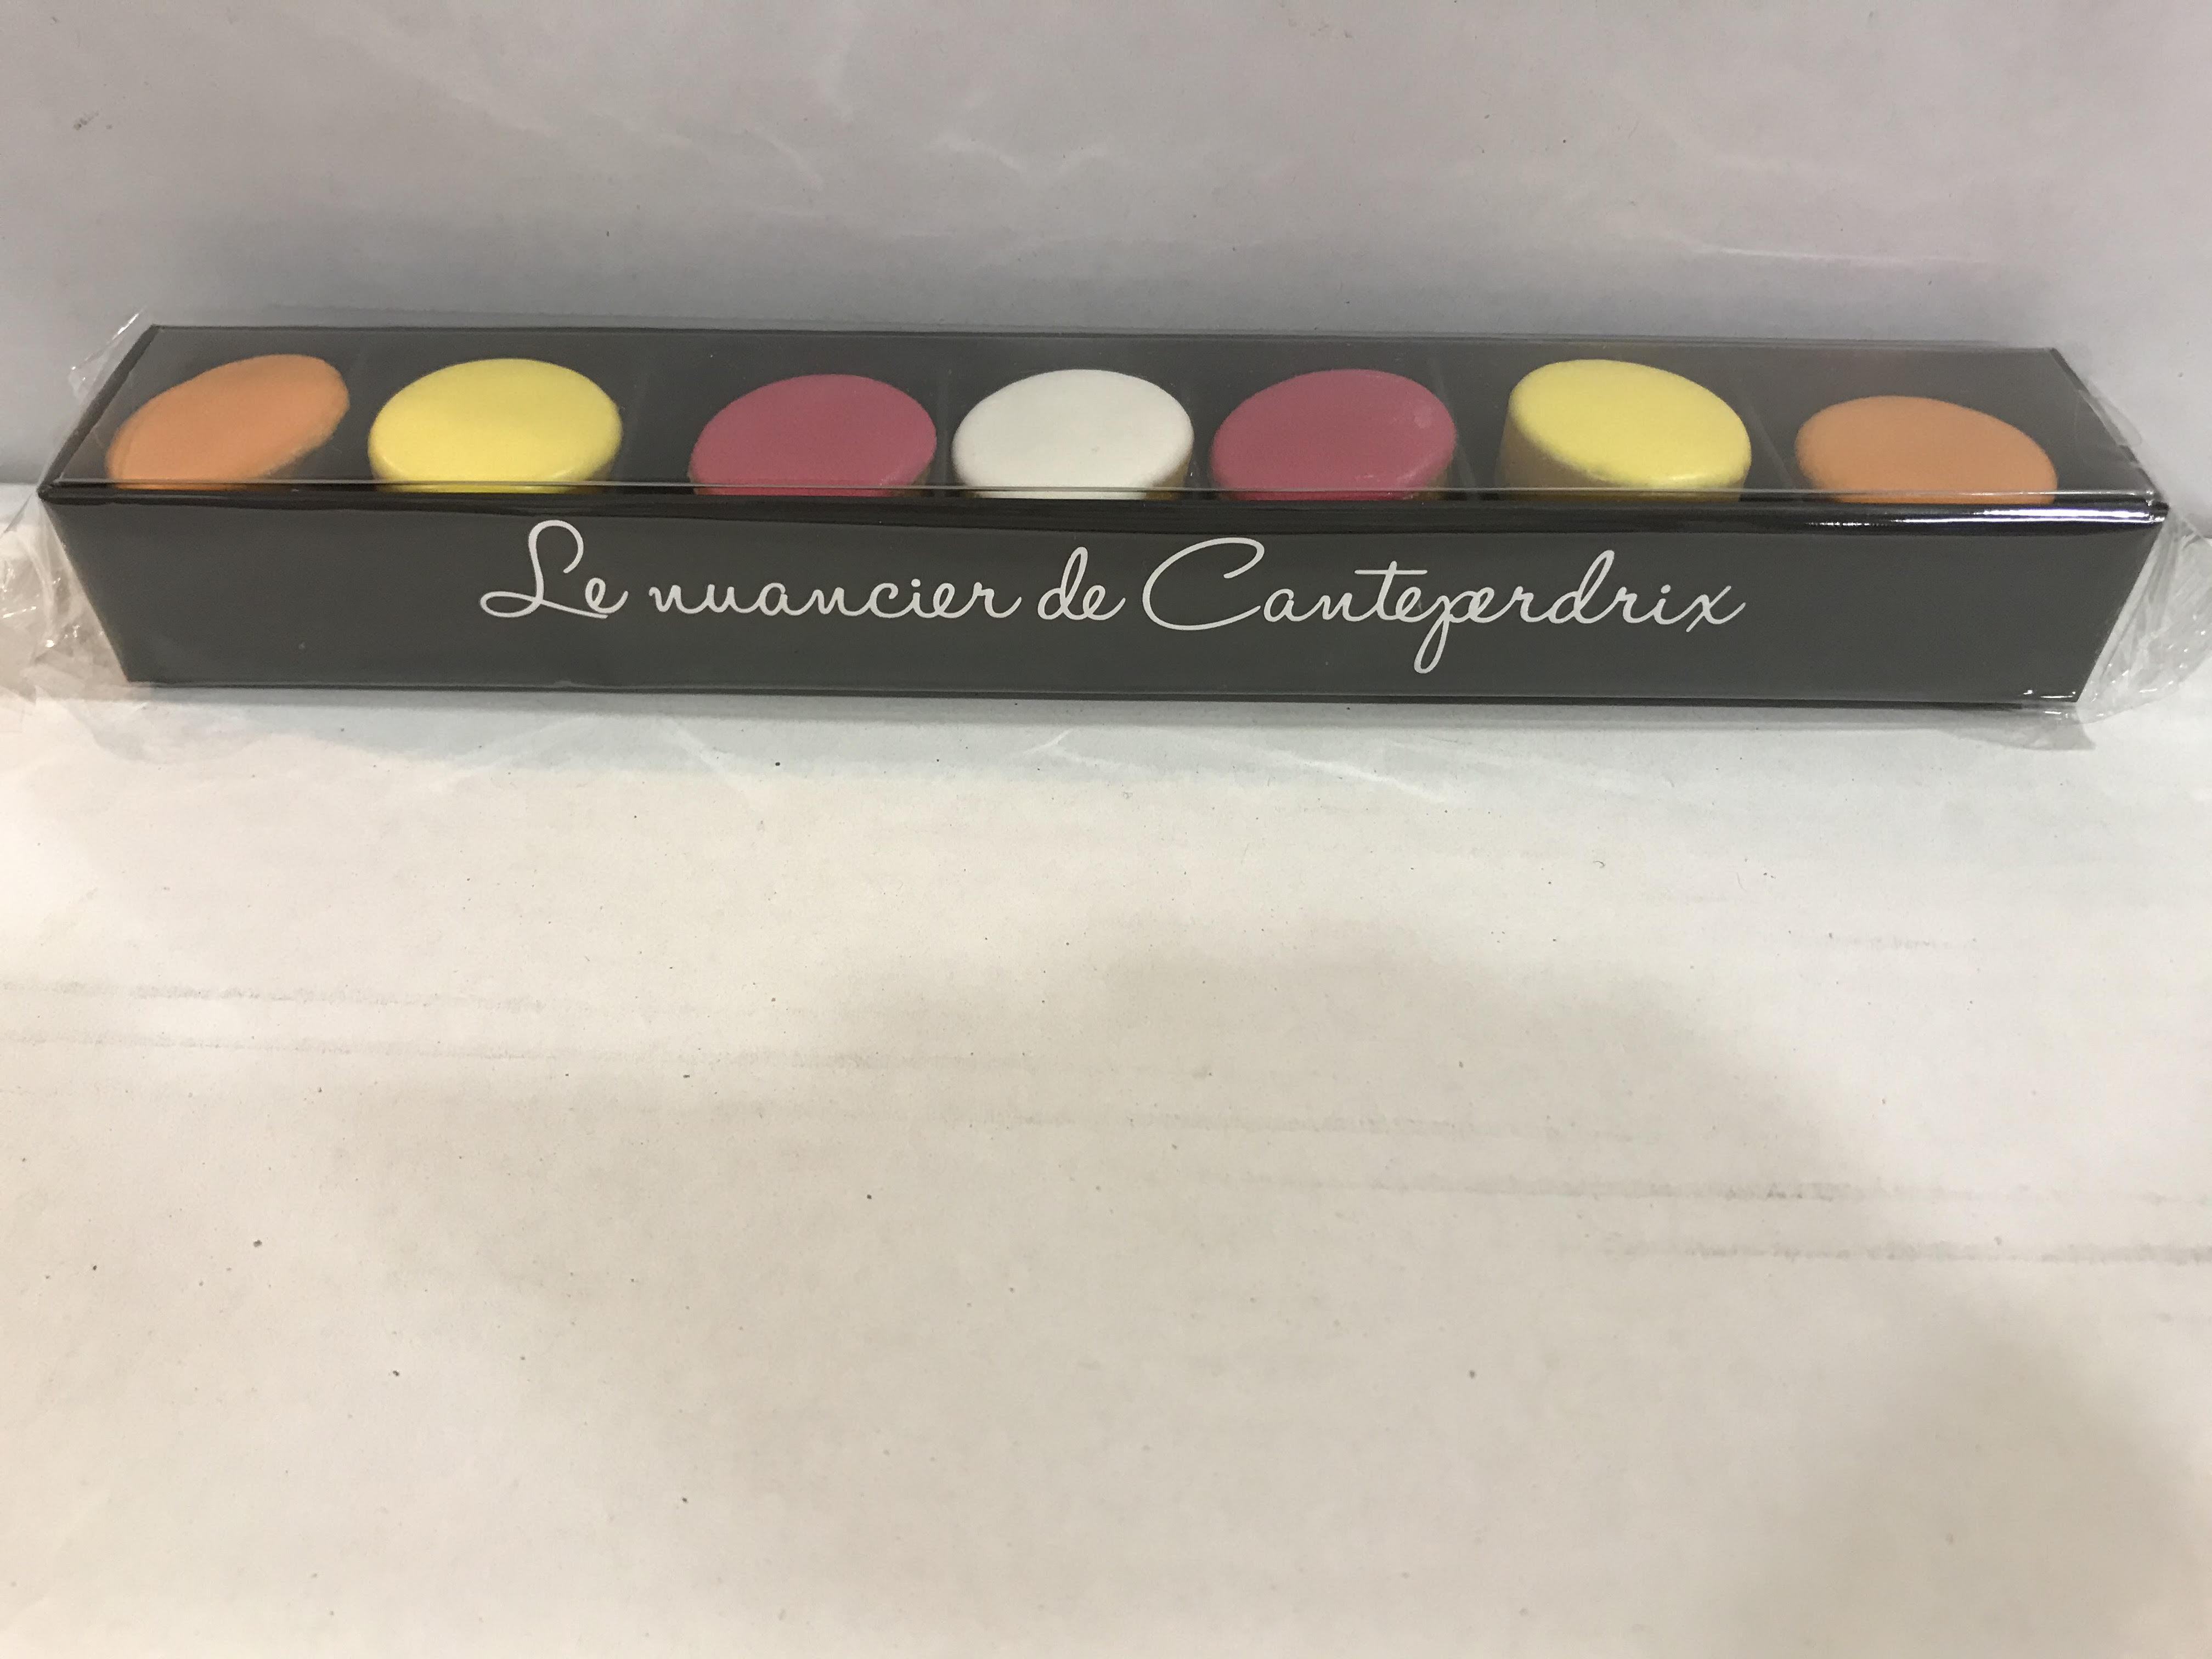 Le nuancier de Canteperdrix